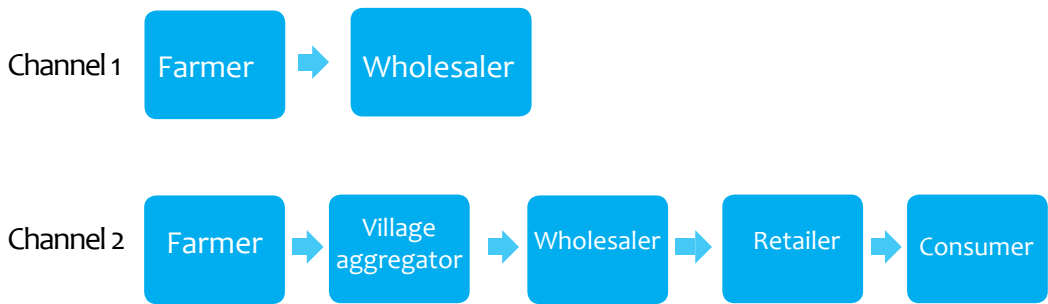 Channel 1
Farmer
Wholesaler
Channel 2
Farmer
Village
aggregator
Wholesaler
Retailer
Consumer